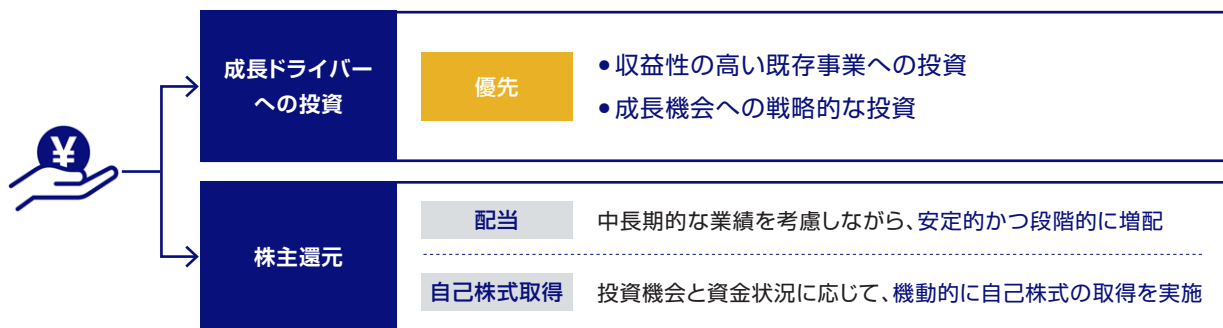 ¥
成長ドライバー
への投資
優先
•収益性の高い既存事業への投資
•成長機会への戦略的な投資
株主還元
配当
中長期的な業績を考慮しながら、安定的かつ段階的に増配
自己株式取得
投資機会と資金状況に応じて、機動的に自己株式の取得を実施